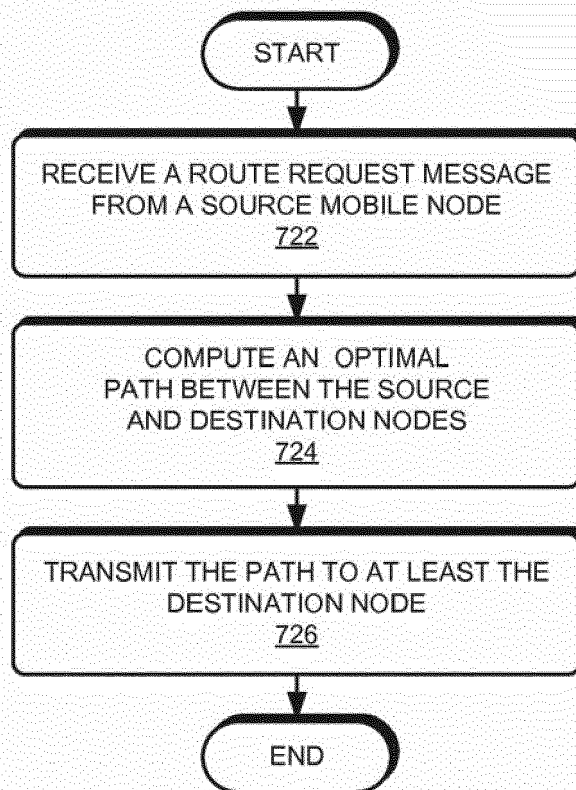 START
RECEIVE A ROUTE REQUEST MESSAGE
FROM A SOURCE MOBILE NODE
722
COMPUTE AN OPTIMAL
PATH BETWEEN THE SOURCE
AND DESTINATION NODES
724
TRANSMIT THE PATH TO AT LEAST THE
DESTINATION NODE
726
END